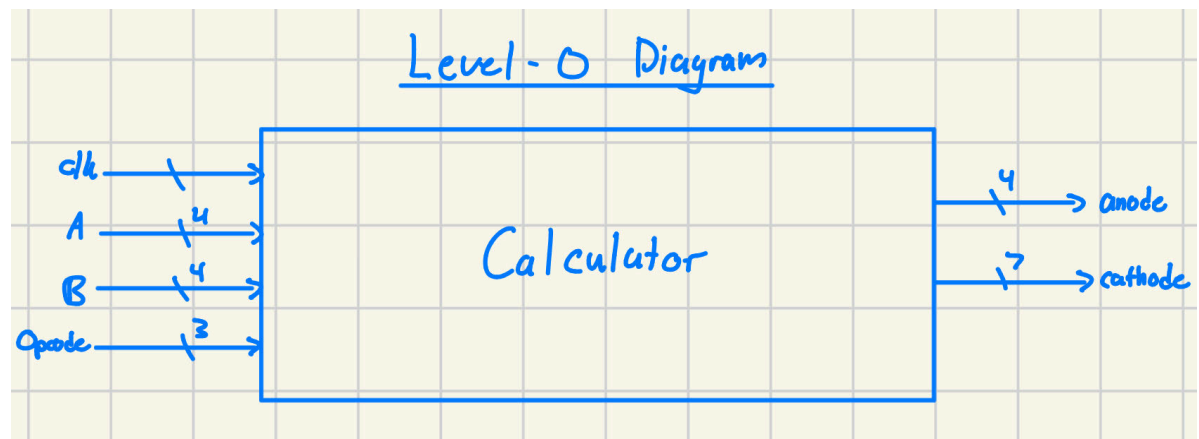 Level-0 Diagram
clk
A 4
B 4
Opcode 3
Calculator
4 anode
7 cathode